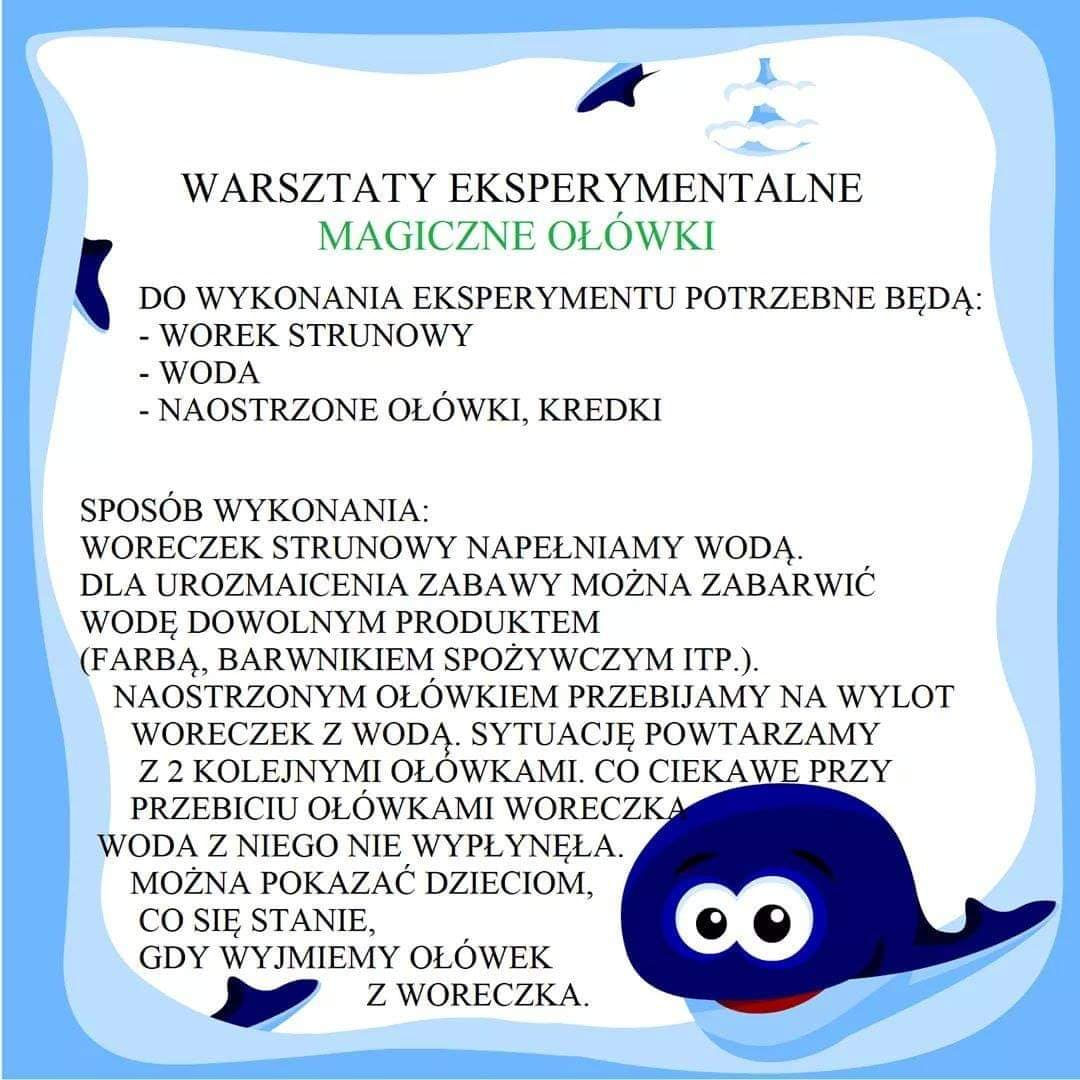 WARSZTATY EKSPERYMENTALNE
MAGICZNE OŁÓWKI
DO WYKONANIA EKSPERYMENTU POTRZEBNE BĘDĄ:
- WOREK STRUNOWY
- WODA
- NAOSTRZONE OŁÓWKI, KREDKI
SPOSÓB WYKONANIA:
WORECZEK STRUNOWY NAPEŁNIAMY WODĄ.
DLA UROZMAICENIA ZABAWY MOŻNA ZABARWIĆ
WODĘ DOWOLNYM PRODUKTEM
(FARBĄ, BARWNIKIEM SPOŻYWCZYM ITP.).
NAOSTRZONYM OŁÓWKIEM PRZEBIJAMY NA WYLOT
WORECZEK Z WODĄ. SYTUACJĘ POWTARZAMY
Z 2 KOLEJNYMI OŁÓWKAMI. CO CIEKAWE PRZY
PRZEBICIU OŁÓWKAMI WORECZKA
WODA Z NIEGO NIE WYPŁYNĘŁA.
MOŻNA POKAZAĆ DZIECIOM,
CO SIĘ STANIE,
GDY WYJMIEMY OŁÓWEK
Z WORECZKA.